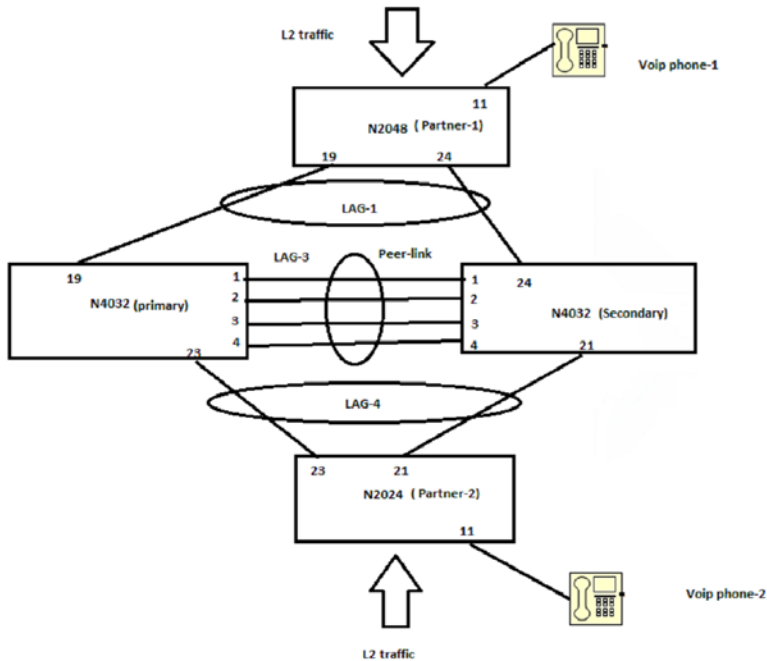 L2 traffic
Voip phone-1
11
N2048 ( Partner-1)
19 24
LAG-1
LAG-3 Peer-link
19
1
2
3
4
N4032 (primary)
23
1
2
3
4
24
N4032 (Secondary)
21
LAG-4
23 21
N2024 ( Partner-2)
11
Voip phone-2
L2 traffic